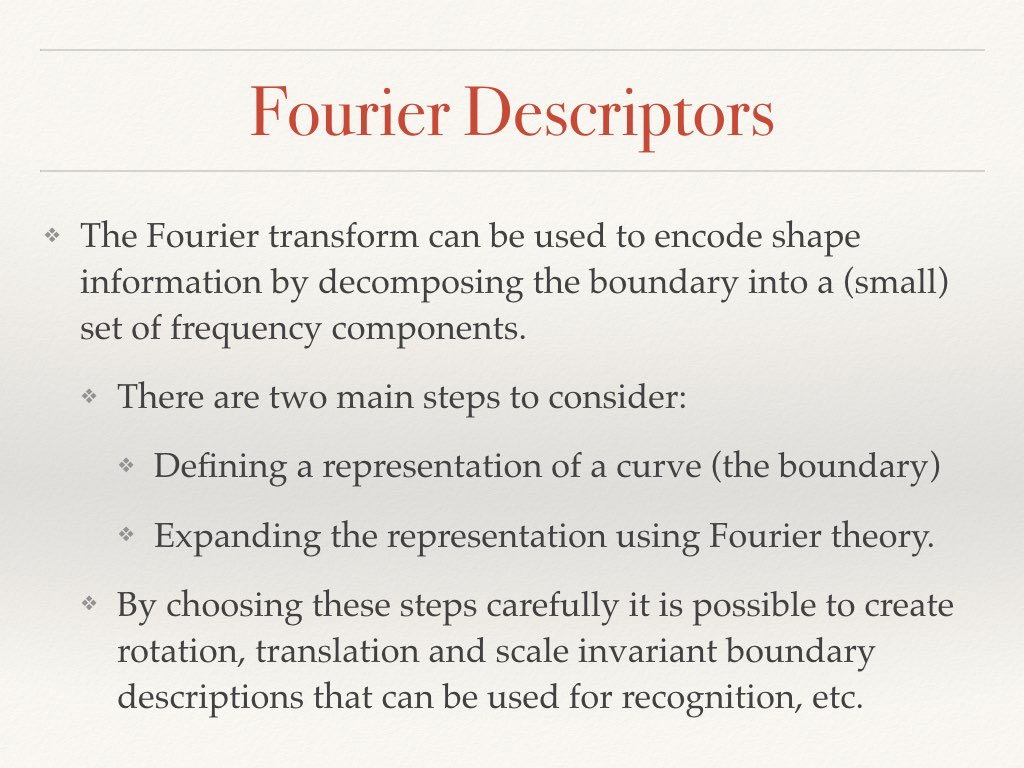 Fourier Descriptors
❖ The Fourier transform can be used to encode shape
information by decomposing the boundary into a (small)
set of frequency components.
❖ There are two main steps to consider:
❖ Defining a representation of a curve (the boundary)
❖ Expanding the representation using Fourier theory.
❖ By choosing these steps carefully it is possible to create
rotation, translation and scale invariant boundary
descriptions that can be used for recognition, etc.